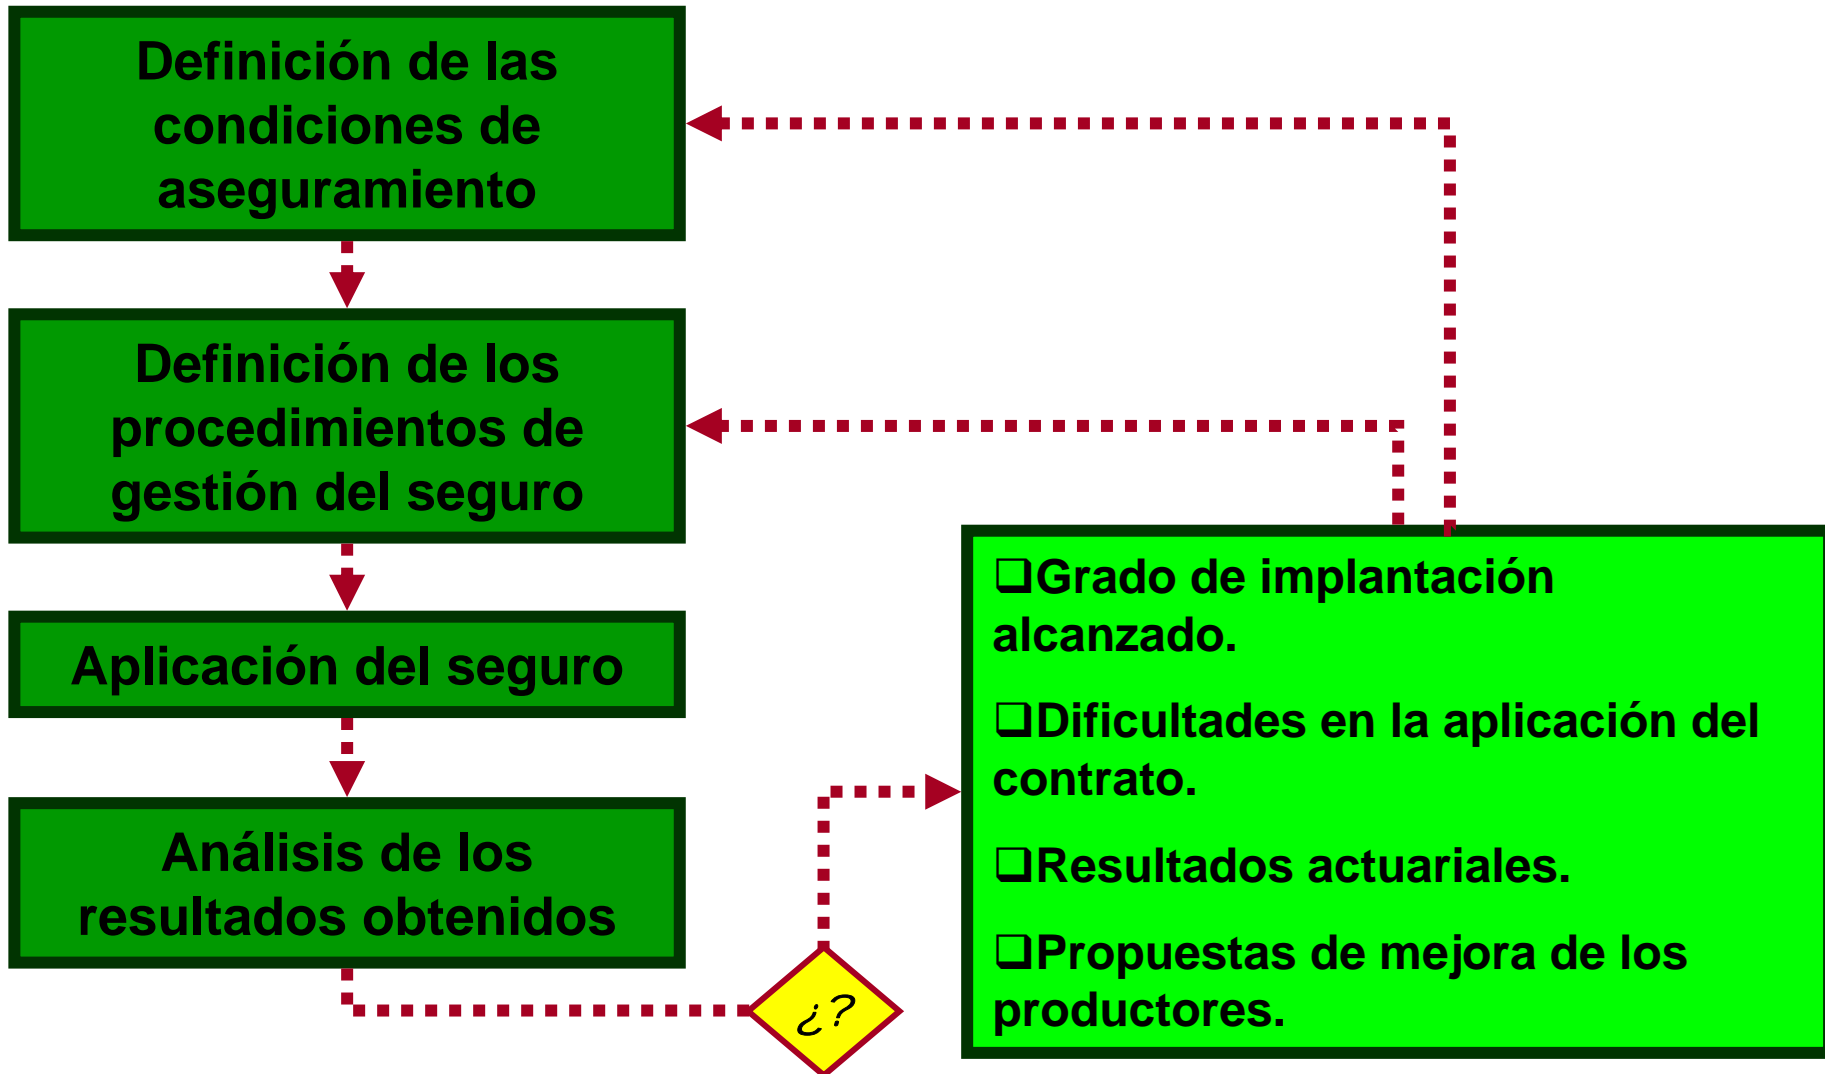 Definición de las
condiciones de
aseguramiento
Definición de los
procedimientos de
gestión del seguro
Aplicación del seguro
Análisis de los
resultados obtenidos
¿?
❑Grado de implantación
alcanzado.
❑Dificultades en la aplicación del
contrato.
❑Resultados actuariales.
❑Propuestas de mejora de los
productores.